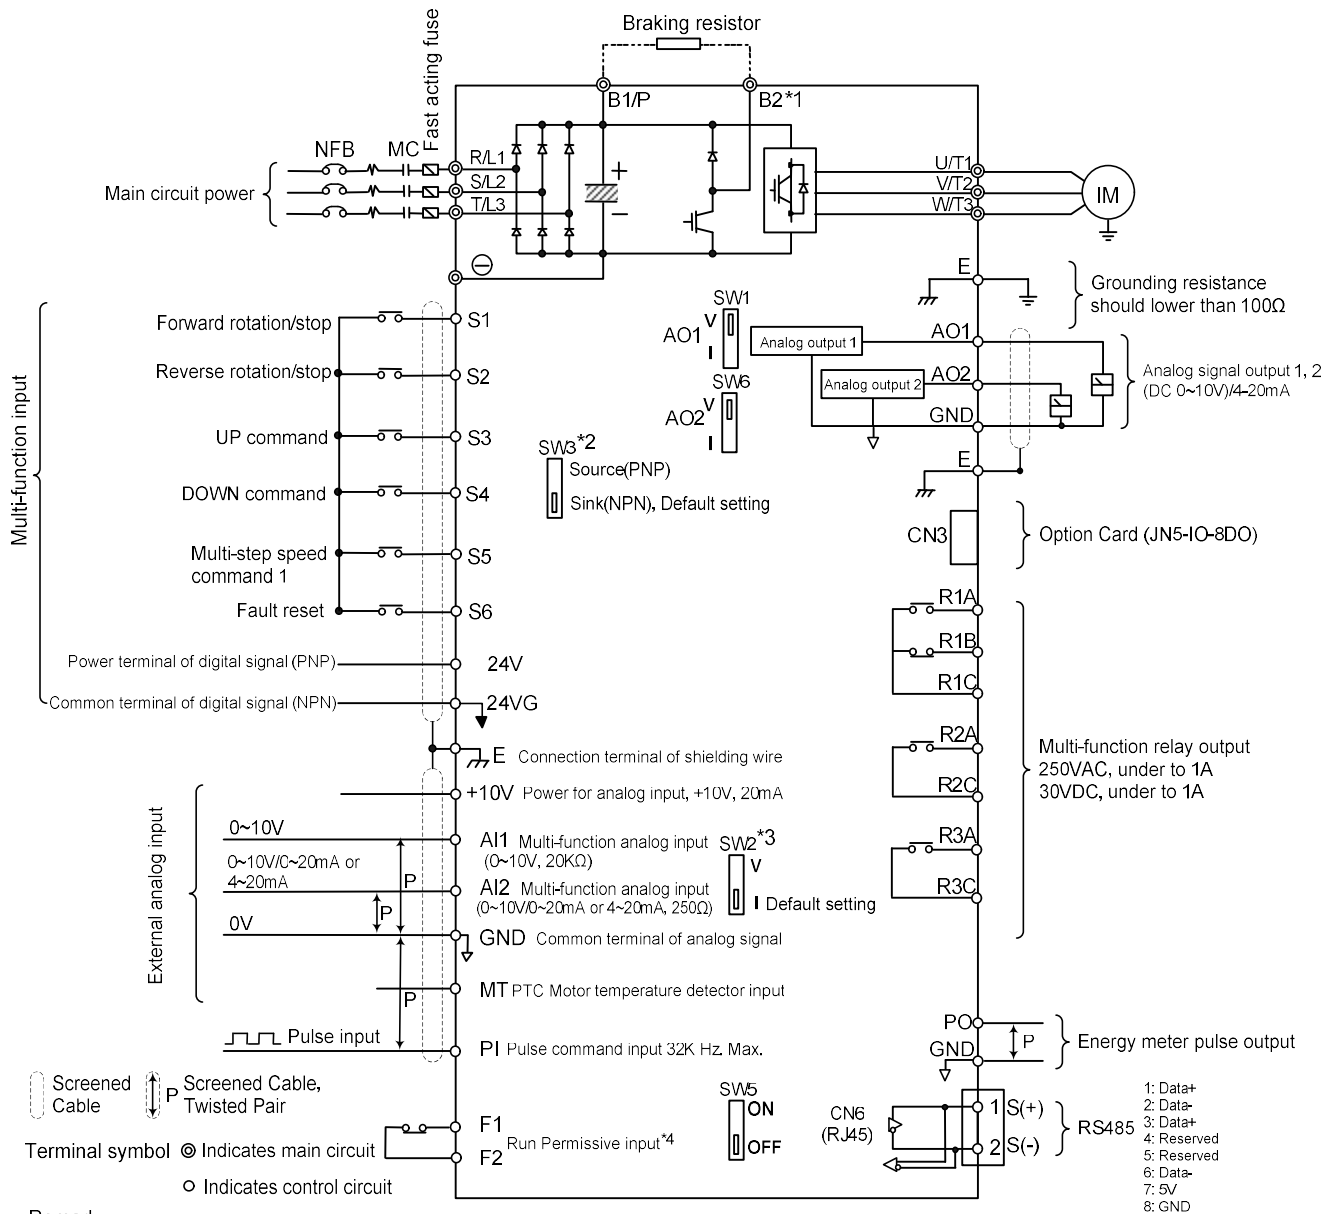 Braking resistor
Fast acting fuse
B1/P
B2*1
NFB
MC
R/L1
S/L2
T/L3
Main circuit power
+
−
⊖
U/T1
V/T2
W/T3
IM
E
Grounding resistance
should lower than 100Ω
Multi-function input
Forward rotation/stop
S1
Reverse rotation/stop
S2
UP command
S3
DOWN command
S4
Multi-step speed
command 1
S5
Fault reset
S6
Power terminal of digital signal (PNP)
24V
Common terminal of digital signal (NPN)
24VG
E
Connection terminal of shielding wire
SW1
V
AO1
I
SW6
V
AO2
I
SW3*2
Source(PNP)
Sink(NPN), Default setting
Analog output 1
AO1
Analog output 2
AO2
GND
E
Analog signal output 1, 2
(DC 0~10V)/4-20mA
CN3
Option Card (JN5-IO-8DO)
R1A
R1B
R1C
R2A
R2C
R3A
R3C
Multi-function relay output
250VAC, under to 1A
30VDC, under to 1A
External analog input
+10V Power for analog input, +10V, 20mA
0~10V
AI1 Multi-function analog input
(0~10V, 20KΩ)
0~10V/0~20mA or
4~20mA
P
AI2 Multi-function analog input
(0~10V/0~20mA or 4~20mA, 250Ω)
P
0V
GND Common terminal of analog signal
SW2*3
V
I Default setting
MT PTC Motor temperature detector input
P
Pulse input
PI Pulse command input 32K Hz. Max.
PO
P
GND
Energy meter pulse output
Screened
Cable
P
Screened Cable,
Twisted Pair
Terminal symbol
Indicates main circuit
Indicates control circuit
F1
F2
Run Permissive input*4
SW5
ON
OFF
CN6
(RJ45)
1 S(+)
2 S(-)
RS485
1: Data+
2: Data-
3: Data+
4: Reserved
5: Reserved
6: Data-
7: 5V
8: GND